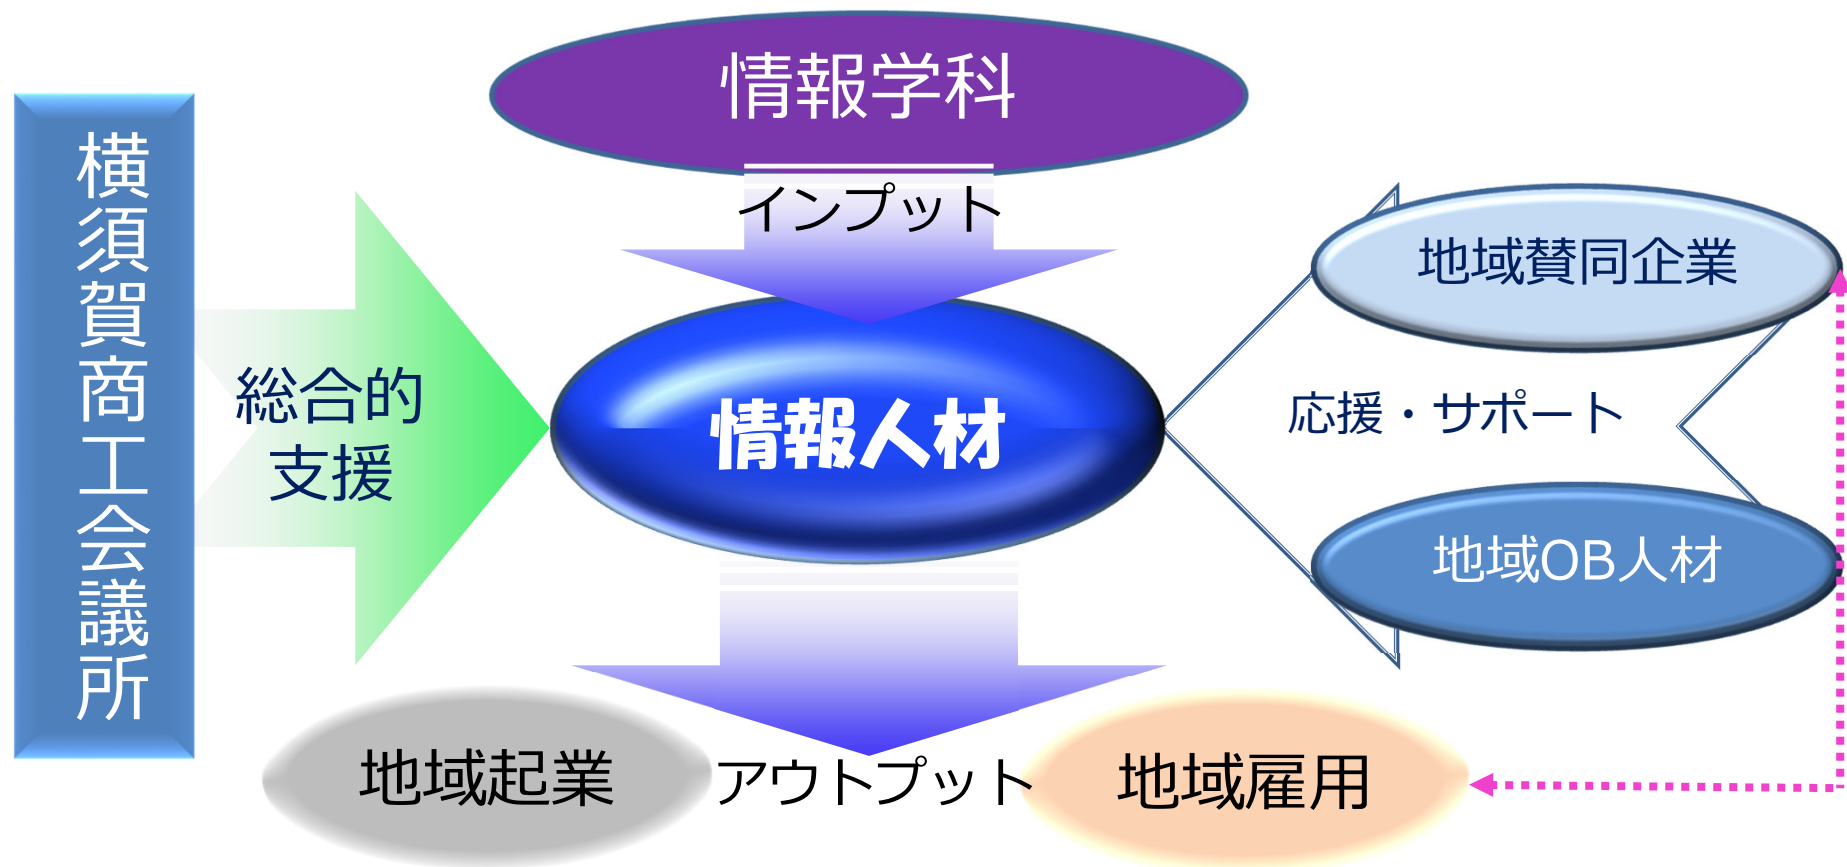 情報学科
インプット
横須賀商工会議所
総合的
支援
情報人材
地域賛同企業
応援・サポート
地域OB人材
地域起業
アウトプット
地域雇用